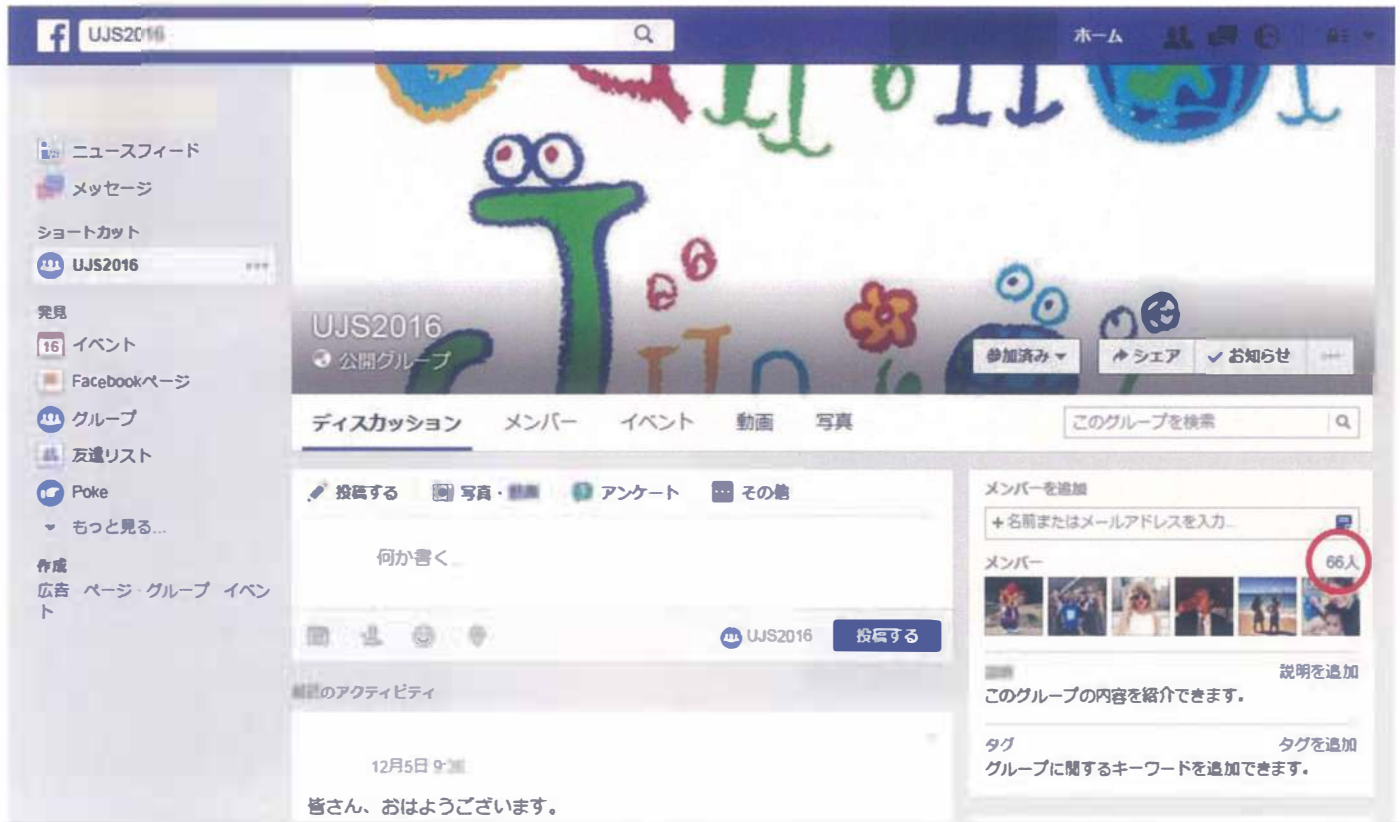 UJS2016
ホーム
ニュースフィード
メッセージ
ショートカット
UJS2016
発見
16 イベント
Facebookページ
グループ
友達リスト
Poke
もっと見る...
作成
広告 ページ グループ イベン
ト
UJS2016
公開グループ
参加済み
シェア
お知らせ
ディスカッション メンバー イベント 動画 写真
このグループを検索
投稿する 写真・ アンケート その他
何か書く...
UJS2016 投稿する
のアクティビティ
12月5日
皆さん、おはようございます。
メンバーを追加
+名前またはメールアドレスを入力...
メンバー 66人
説明を追加
このグループの内容を紹介できます。
タグ タグを追加
グループに関するキーワードを追加できます。